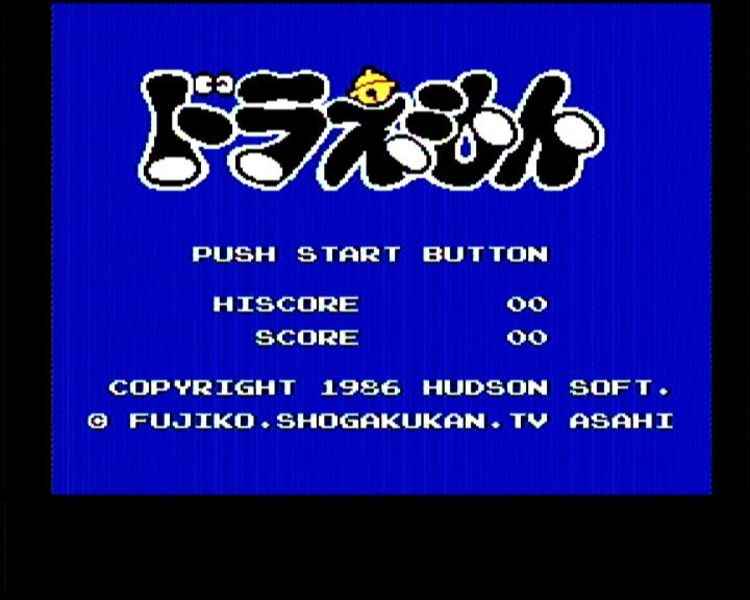 ドラえもん
PUSH START BUTTON
HISCORE 00
SCORE 00
COPYRIGHT 1986 HUDSON SOFT.
© FUJIKO.SHOGAKUKAN.TV ASAHI